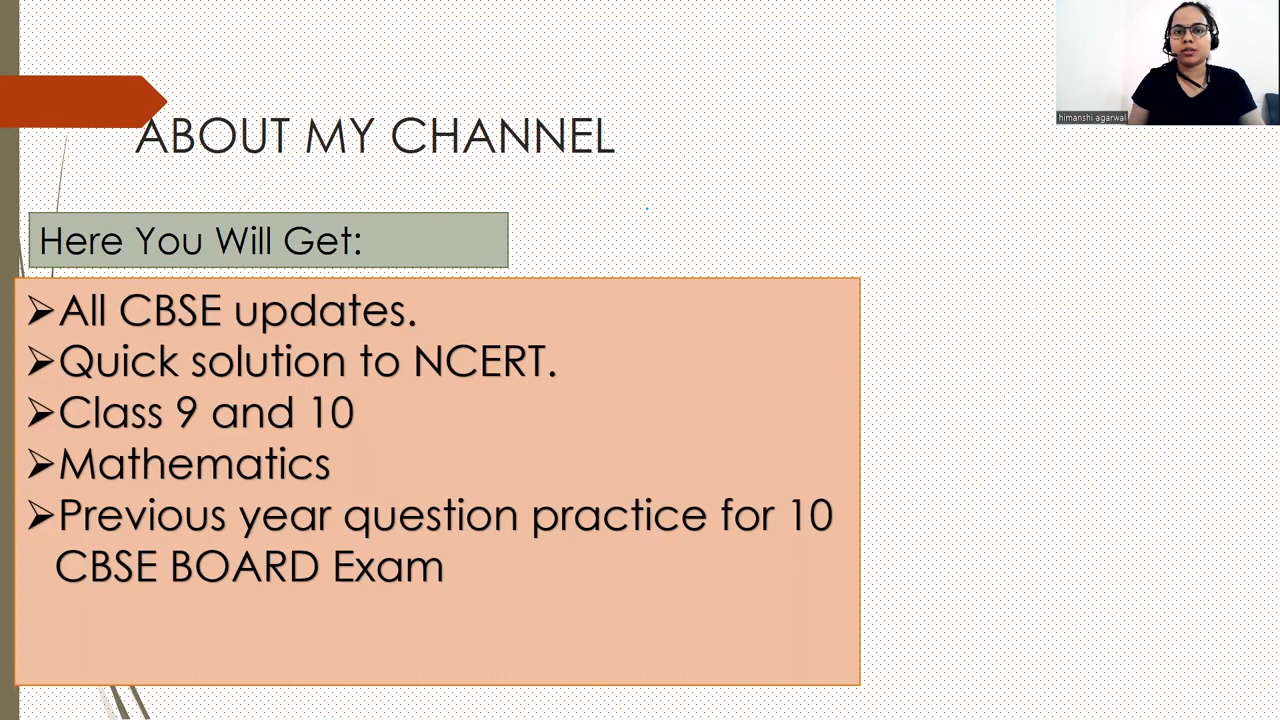 himanshi agarwal
ABOUT MY CHANNEL
Here You Will Get:
➢All CBSE updates.
➢Quick solution to NCERT.
➢Class 9 and 10
➢Mathematics
➢Previous year question practice for 10
CBSE BOARD Exam